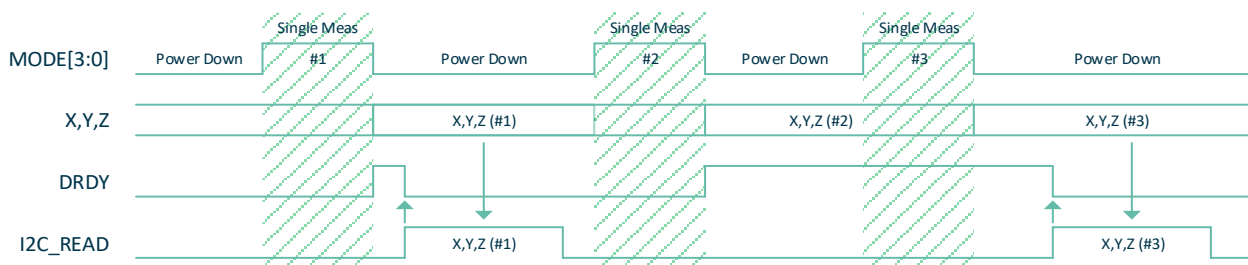 Single Meas Single Meas Single Meas
MODE[3:0] Power Down #1 Power Down #2 Power Down #3 Power Down
X,Y,Z X,Y,Z (#1) X,Y,Z (#2) X,Y,Z (#3)
DRDY
I2C_READ X,Y,Z (#1) X,Y,Z (#3)